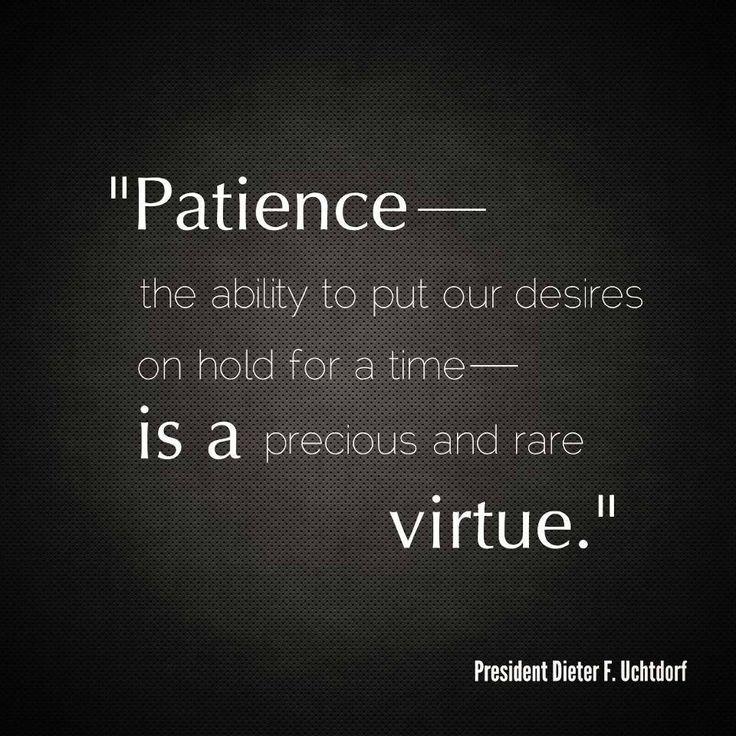 "Patience—
the ability to put our desires
on hold for a time—
is a precious and rare
virtue."
President Dieter F. Uchtdorf